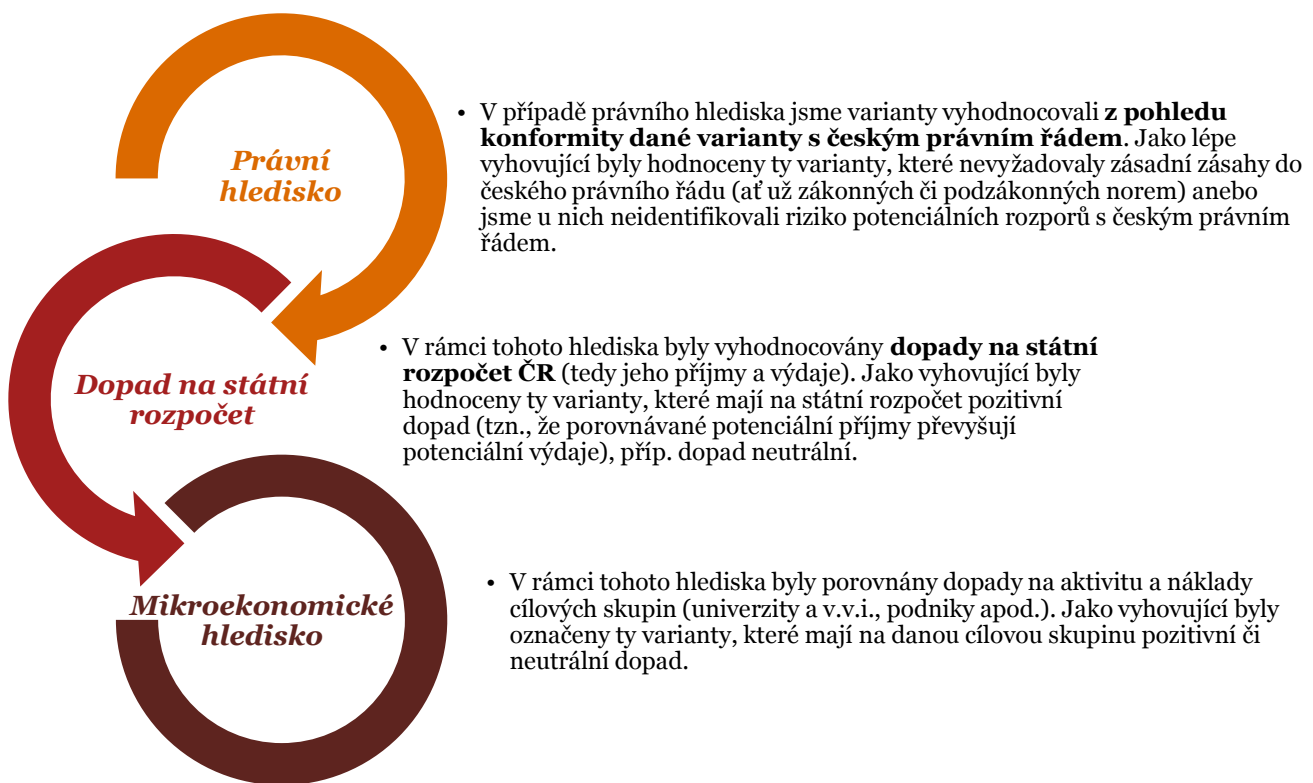 Právní
hledisko
• V případě právního hlediska jsme varianty vyhodnocovali z pohledu
konformity dané varianty s českým právním řádem. Jako lépe
vyhovující byly hodnoceny ty varianty, které nevyžadovaly zásadní zásahy do
českého právního řádu (ať už zákonných či podzákonných norem) anebo
jsme u nich neidentifikovali riziko potenciálních rozporů s českým právním
řádem.
Dopad na státní
rozpočet
• V rámci tohoto hlediska byly vyhodnocovány dopady na státní
rozpočet ČR (tedy jeho příjmy a výdaje). Jako vyhovující byly
hodnoceny ty varianty, které mají na státní rozpočet pozitivní
dopad (tzn., že porovnávané potenciální příjmy převyšují
potenciální výdaje), příp. dopad neutrální.
Mikroekonomické
hledisko
• V rámci tohoto hlediska byly porovnány dopady na aktivitu a náklady
cílových skupin (univerzity a v.v.i., podniky apod.). Jako vyhovující byly
označeny ty varianty, které mají na danou cílovou skupinu pozitivní či
neutrální dopad.